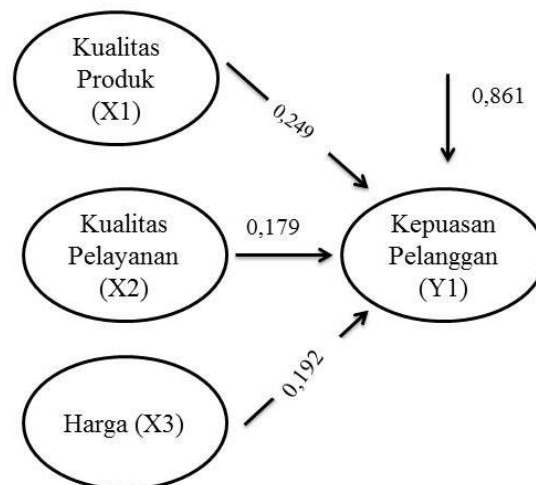 Kualitas
Produk
(X1)
0,249
0,861
Kualitas
Pelayanan
(X2)
0,179
Kepuasan
Pelanggan
(Y1)
0,192
Harga (X3)